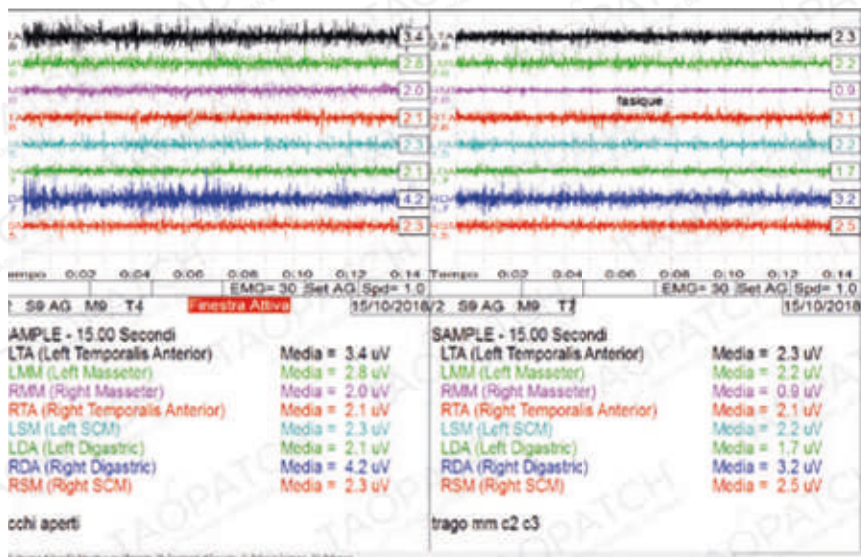 3.4
2.8
2.0
2.1
2.3
2.1
4.2
2.3
0:02 0:04 0:06 0:08 0:10 0:12 0:14
EMG= 30 Set AG Spd= 1.0
S9 AG M9 T4 Finestra Attiva 15/10/2018
AMPLE - 15.00 Secondi
LTA (Left Temporalis Anterior) Media = 3.4 uV
LMM (Left Masseter) Media = 2.8 uV
RMM (Right Masseter) Media = 2.0 uV
RTA (Right Temporalis Anterior) Media = 2.1 uV
LSM (Left SCM) Media = 2.3 uV
LDA (Left Digastric) Media = 2.1 uV
RDA (Right Digastric) Media = 4.2 uV
RSM (Right SCM) Media = 2.3 uV
cchi aperti
LTA 2.3
2.2
0.9
fasique
2.1
2.2
1.7
3.2
2.5
Tempo 0:02 0:04 0:06 0:08 0:10 0:12 0:14
EMG= 30 Set AG Spd= 1.0
/2 S9 AG M9 T7 15/10/2018
SAMPLE - 15.00 Secondi
LTA (Left Temporalis Anterior) Media = 2.3 uV
LMM (Left Masseter) Media = 2.2 uV
RMM (Right Masseter) Media = 0.9 uV
RTA (Right Temporalis Anterior) Media = 2.1 uV
LSM (Left SCM) Media = 2.2 uV
LDA (Left Digastric) Media = 1.7 uV
RDA (Right Digastric) Media = 3.2 uV
RSM (Right SCM) Media = 2.5 uV
trago mm c2 c3
TAOPATCH